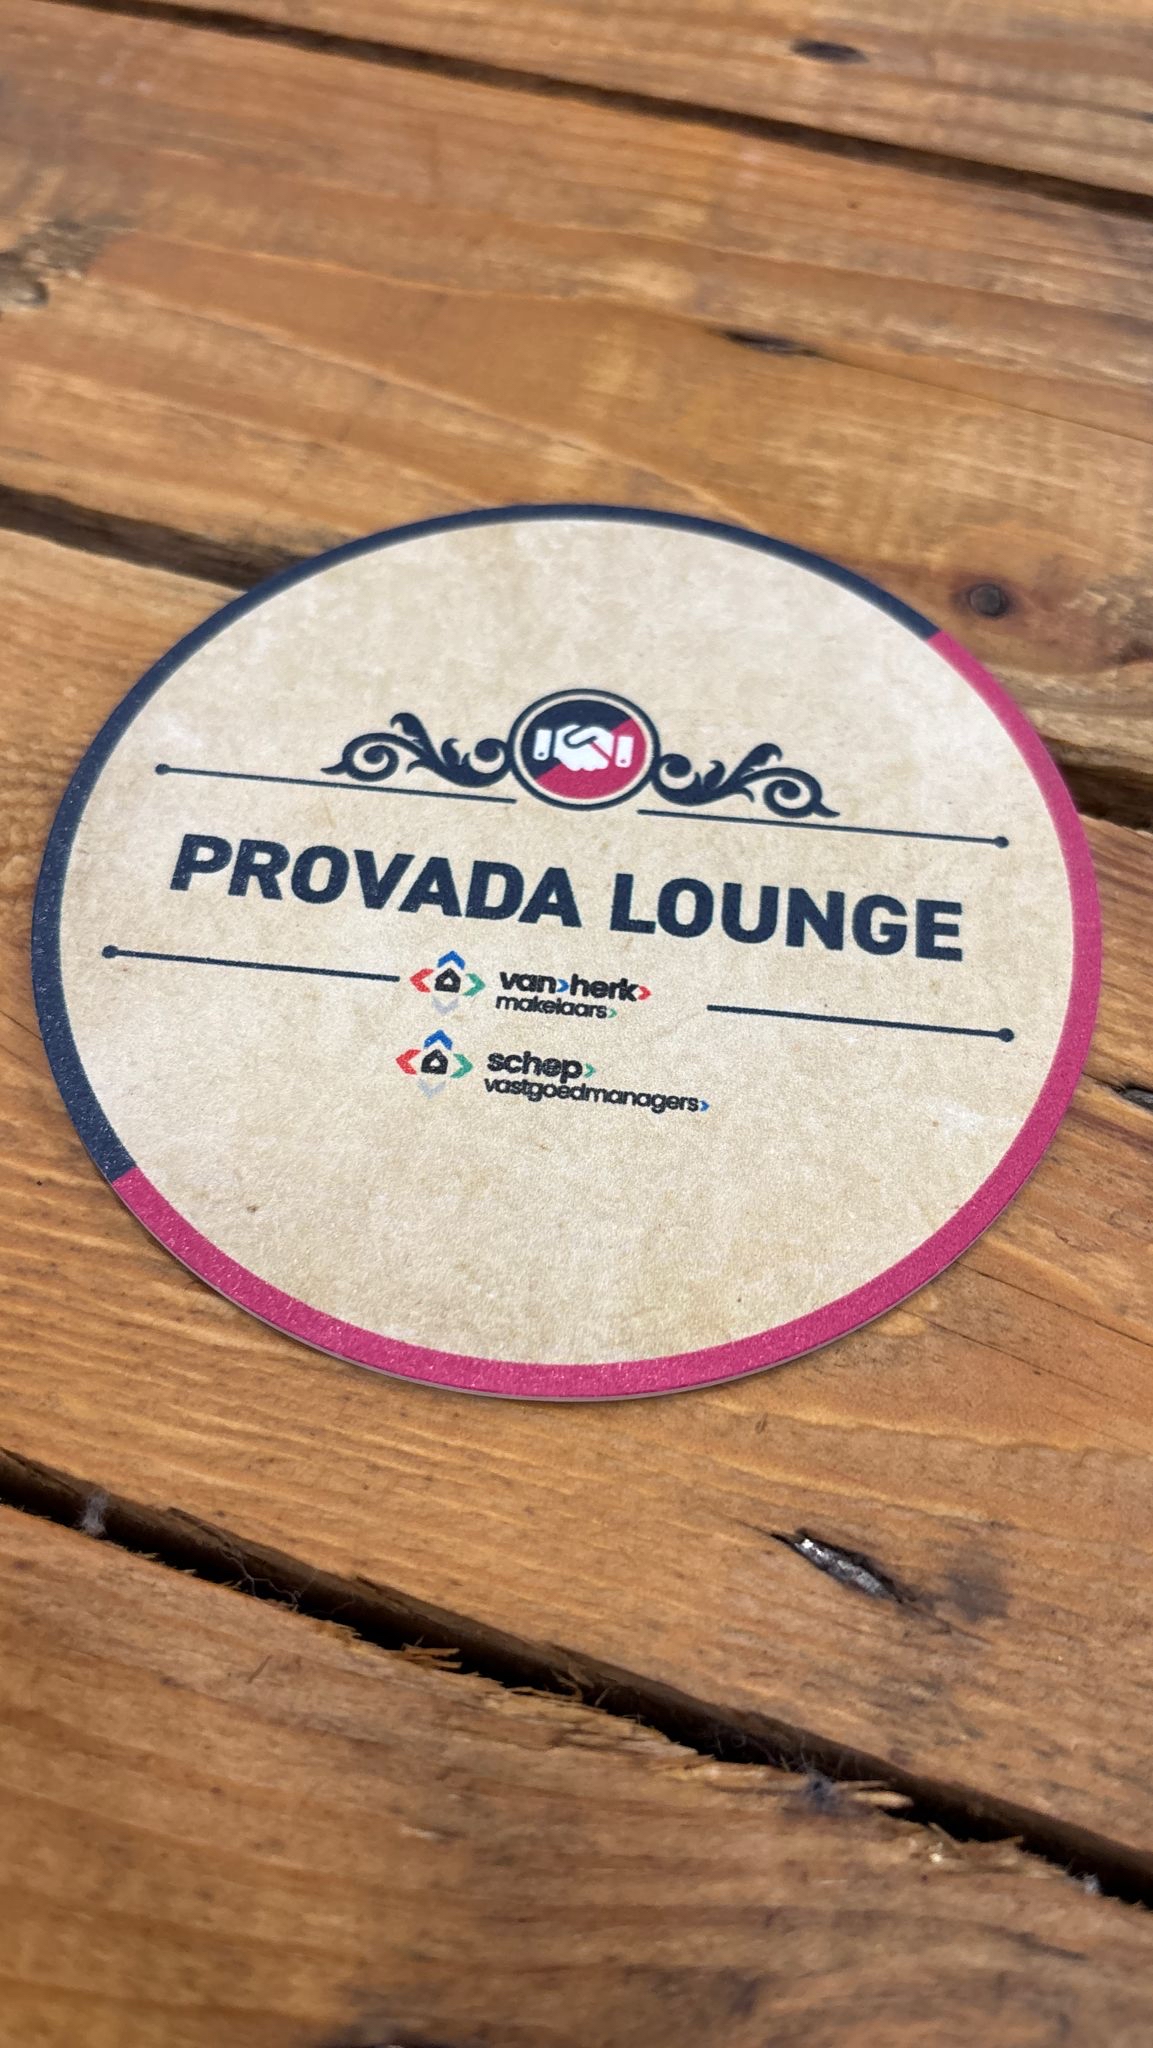 PROVADA LOUNGE
van›herk›
makelaars›
schep›
vastgoedmanagers›